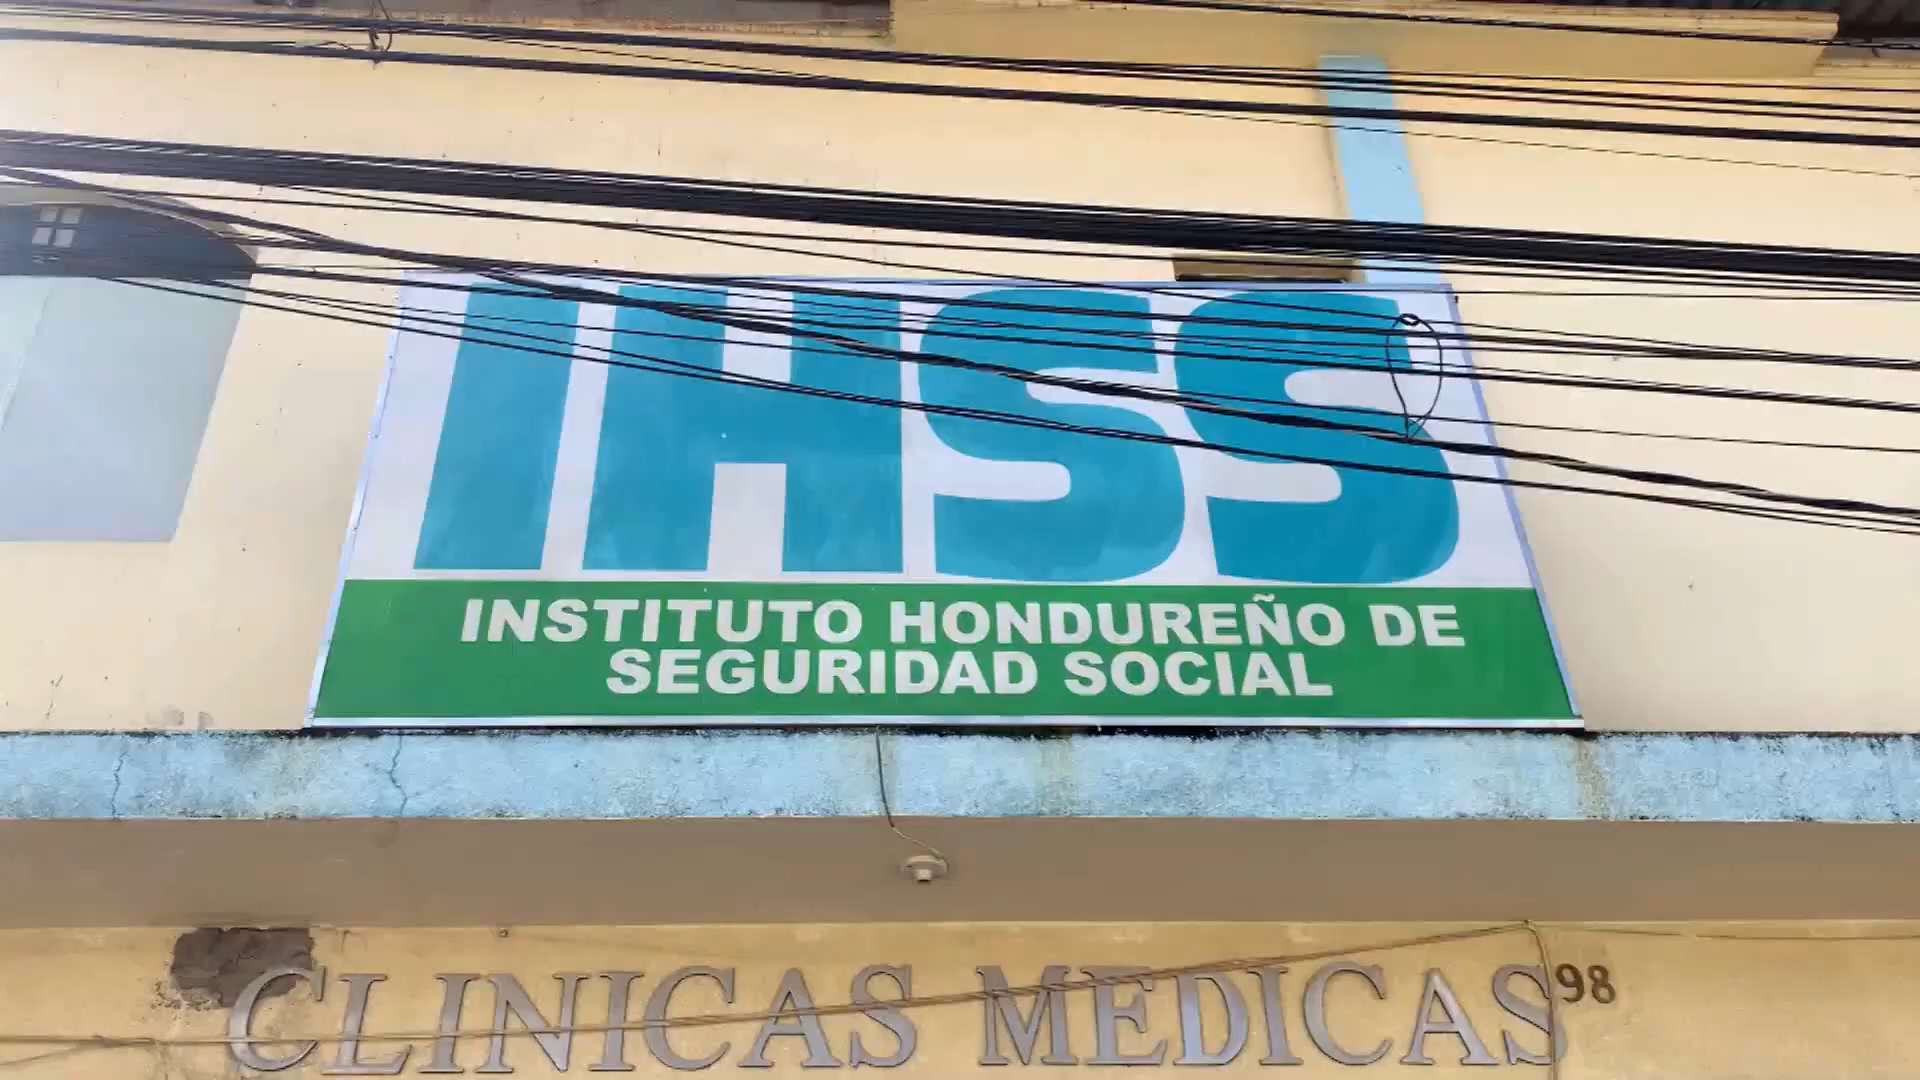 IHSS
INSTITUTO HONDUREÑO DE
SEGURIDAD SOCIAL
CLINICAS MEDICAS 98